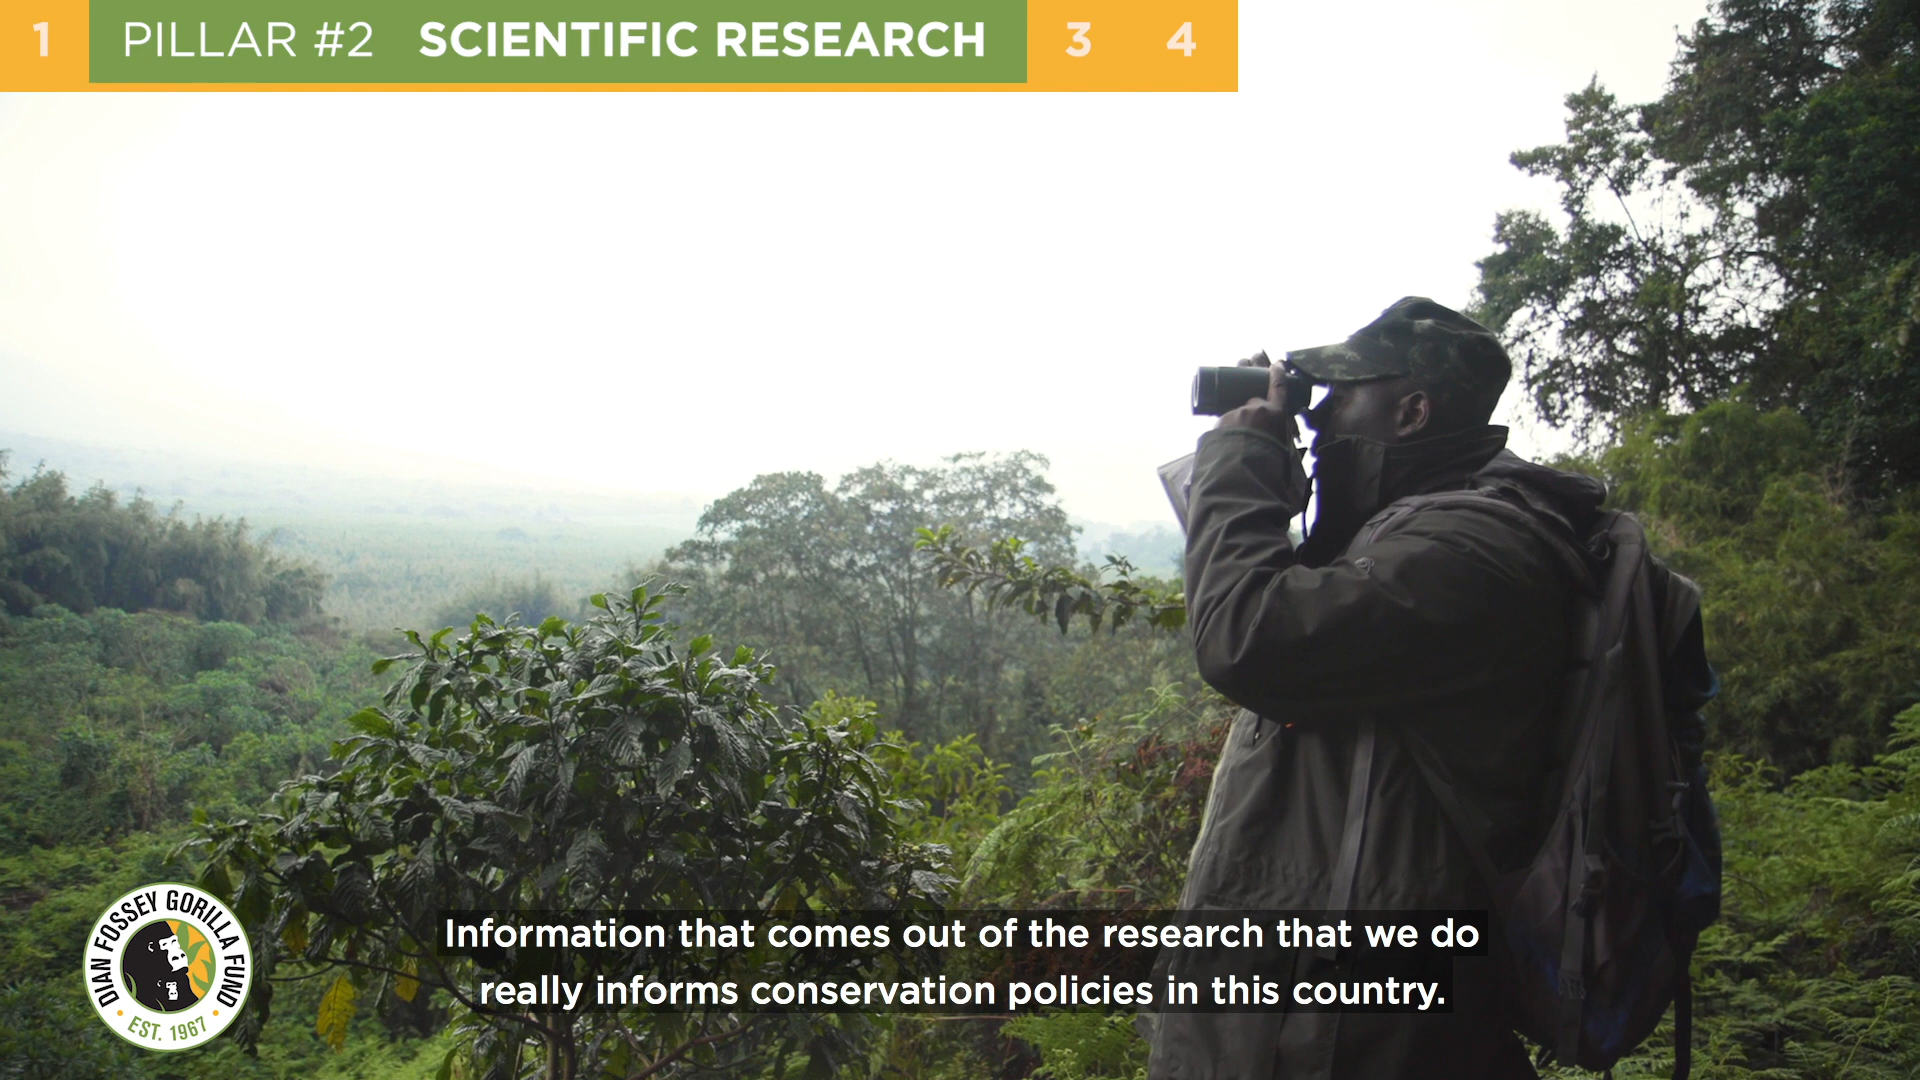 1 PILLAR #2 SCIENTIFIC RESEARCH 3 4
Information that comes out of the research that we do
really informs conservation policies in this country.
DIAN FOSSEY GORILLA FUND
EST. 1967